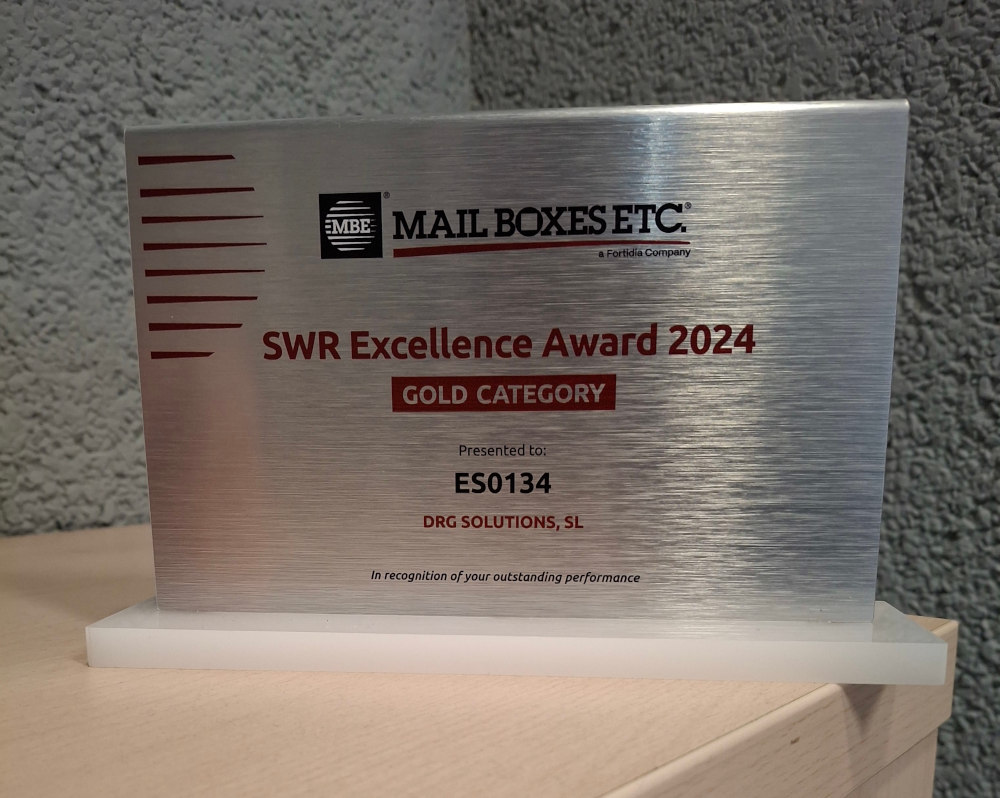 MBE® MAIL BOXES ETC.®
a Fortidia Company
SWR Excellence Award 2024
GOLD CATEGORY
Presented to:
ES0134
DRG SOLUTIONS, SL
In recognition of your outstanding performance